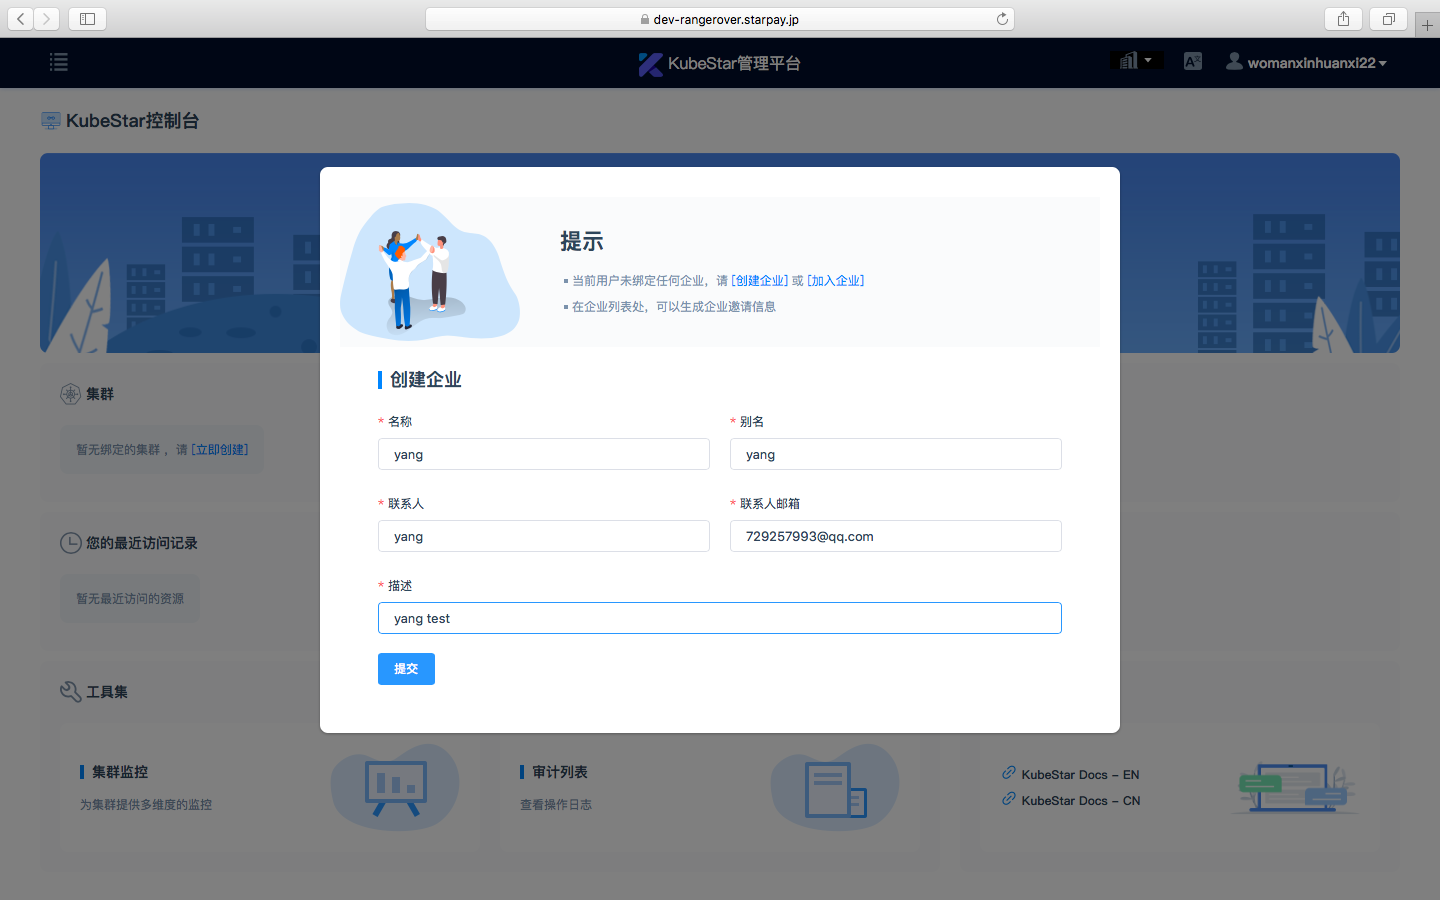 dev-rangerover.starpay.jp
KubeStar管理平台
womanxinhuanxi22
KubeStar控制台
提示
当前用户未绑定任何企业，请 [创建企业] 或 [加入企业]
在企业列表处，可以生成企业邀请信息
创建企业
* 名称
* 别名
yang
yang
* 联系人
* 联系人邮箱
yang
729257993@qq.com
* 描述
yang test
提交
集群
暂无绑定的集群 ，请 [立即创建]
您的最近访问记录
暂无最近访问的资源
工具集
集群监控
为集群提供多维度的监控
审计列表
查看操作日志
KubeStar Docs - EN
KubeStar Docs - CN